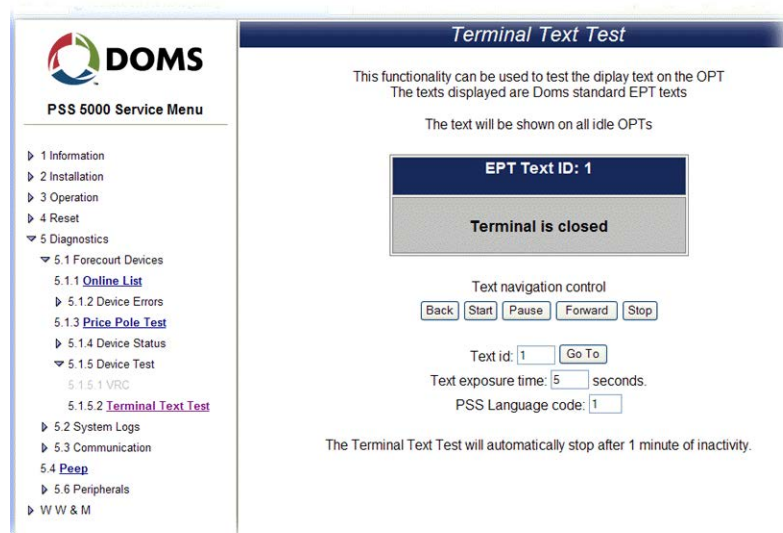 DOMS
PSS 5000 Service Menu
1 Information
2 Installation
3 Operation
4 Reset
5 Diagnostics
5.1 Forecourt Devices
5.1.1 Online List
5.1.2 Device Errors
5.1.3 Price Pole Test
5.1.4 Device Status
5.1.5 Device Test
5.1.5.1 VRC
5.1.5.2 Terminal Text Test
5.2 System Logs
5.3 Communication
5.4 Peep
5.6 Peripherals
W W & M
Terminal Text Test
This functionality can be used to test the diplay text on the OPT
The texts displayed are Doms standard EPT texts
The text will be shown on all idle OPTs
EPT Text ID: 1
Terminal is closed
Text navigation control
Back Start Pause Forward Stop
Text id: 1 Go To
Text exposure time: 5 seconds.
PSS Language code: 1
The Terminal Text Test will automatically stop after 1 minute of inactivity.